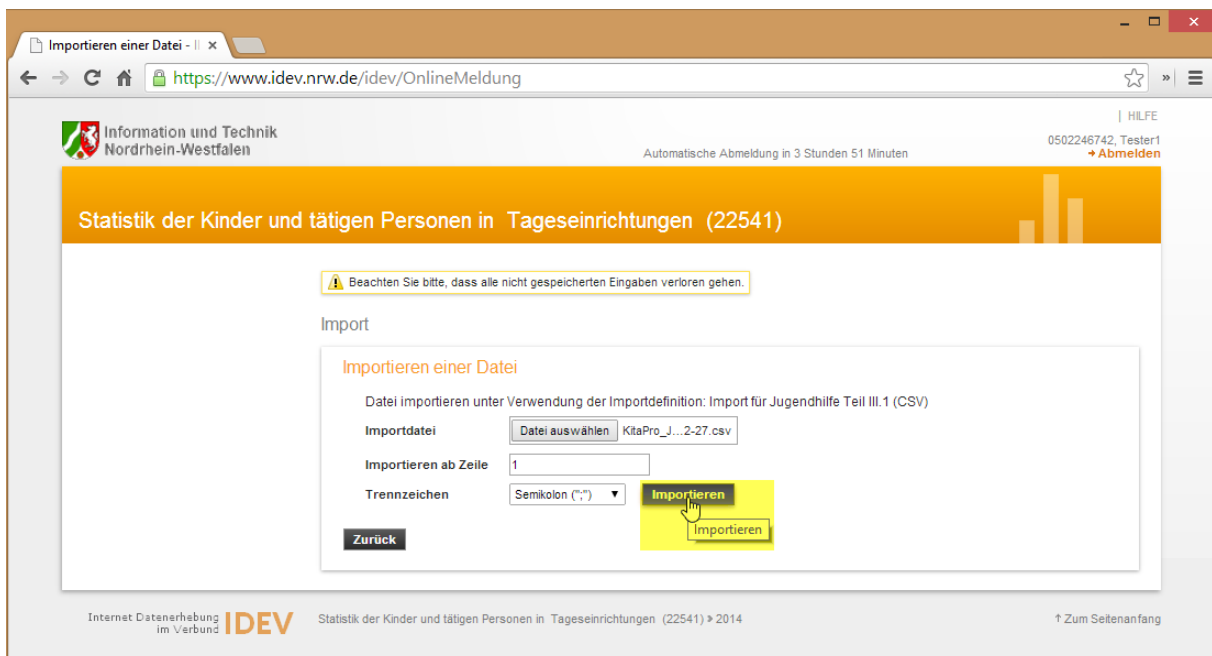 Importieren einer Datei - I
https://www.idev.nrw.de/idev/OnlineMeldung
| HILFE
Information und Technik
Nordrhein-Westfalen
0502246742, Tester1
Automatische Abmeldung in 3 Stunden 51 Minuten
Abmelden
Statistik der Kinder und tätigen Personen in Tageseinrichtungen (22541)
Beachten Sie bitte, dass alle nicht gespeicherten Eingaben verloren gehen.
Import
Importieren einer Datei
Datei importieren unter Verwendung der Importdefinition: Import für Jugendhilfe Teil III.1 (CSV)
Importdatei Datei auswählen KitaPro_J...2-27.csv
Importieren ab Zeile 1
Trennzeichen Semikolon (";") Importieren
Importieren
Zurück
Internet Datenerhebung
im Verbund IDEV
Statistik der Kinder und tätigen Personen in Tageseinrichtungen (22541) » 2014
↑ Zum Seitenanfang